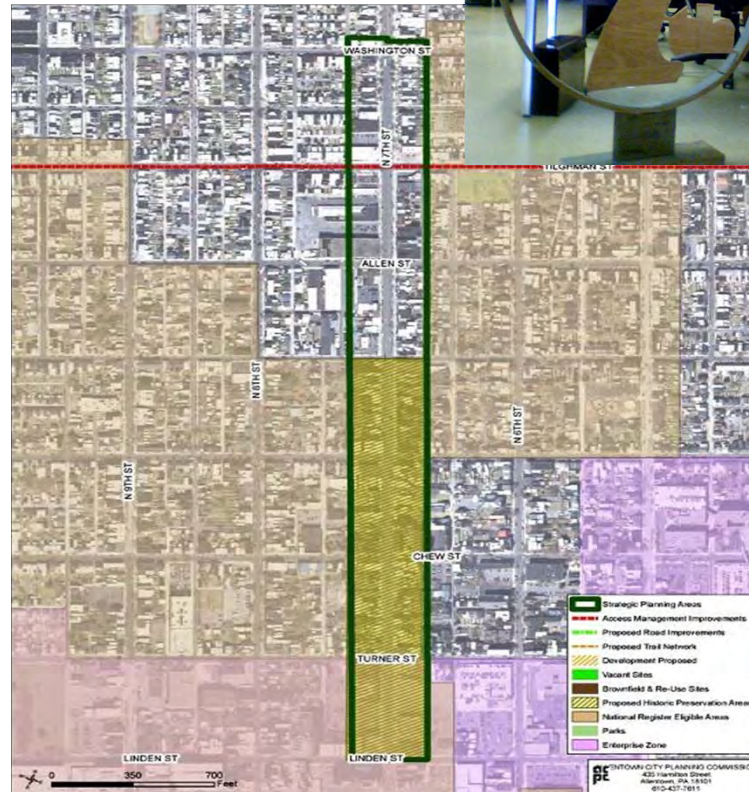 WASHINGTON ST
N 7TH ST
TILGHMAN ST
ALLEN ST
N 8TH ST
N 6TH ST
N 9TH ST
CHEW ST
TURNER ST
LINDEN ST
LINDEN ST
0 350 700
Feet
Strategic Planning Areas
Access Management Improvements
Proposed Road Improvements
Proposed Trail Network
Development Proposed
Vacant Sites
Brownfield & Re-Use Sites
Proposed Historic Preservation Area
National Register Eligible Areas
Parks
Enterprise Zone
ENTOWN CITY PLANNING COMMISSIO
435 Hamilton Street
Allentown, PA 18101
610-437-7611